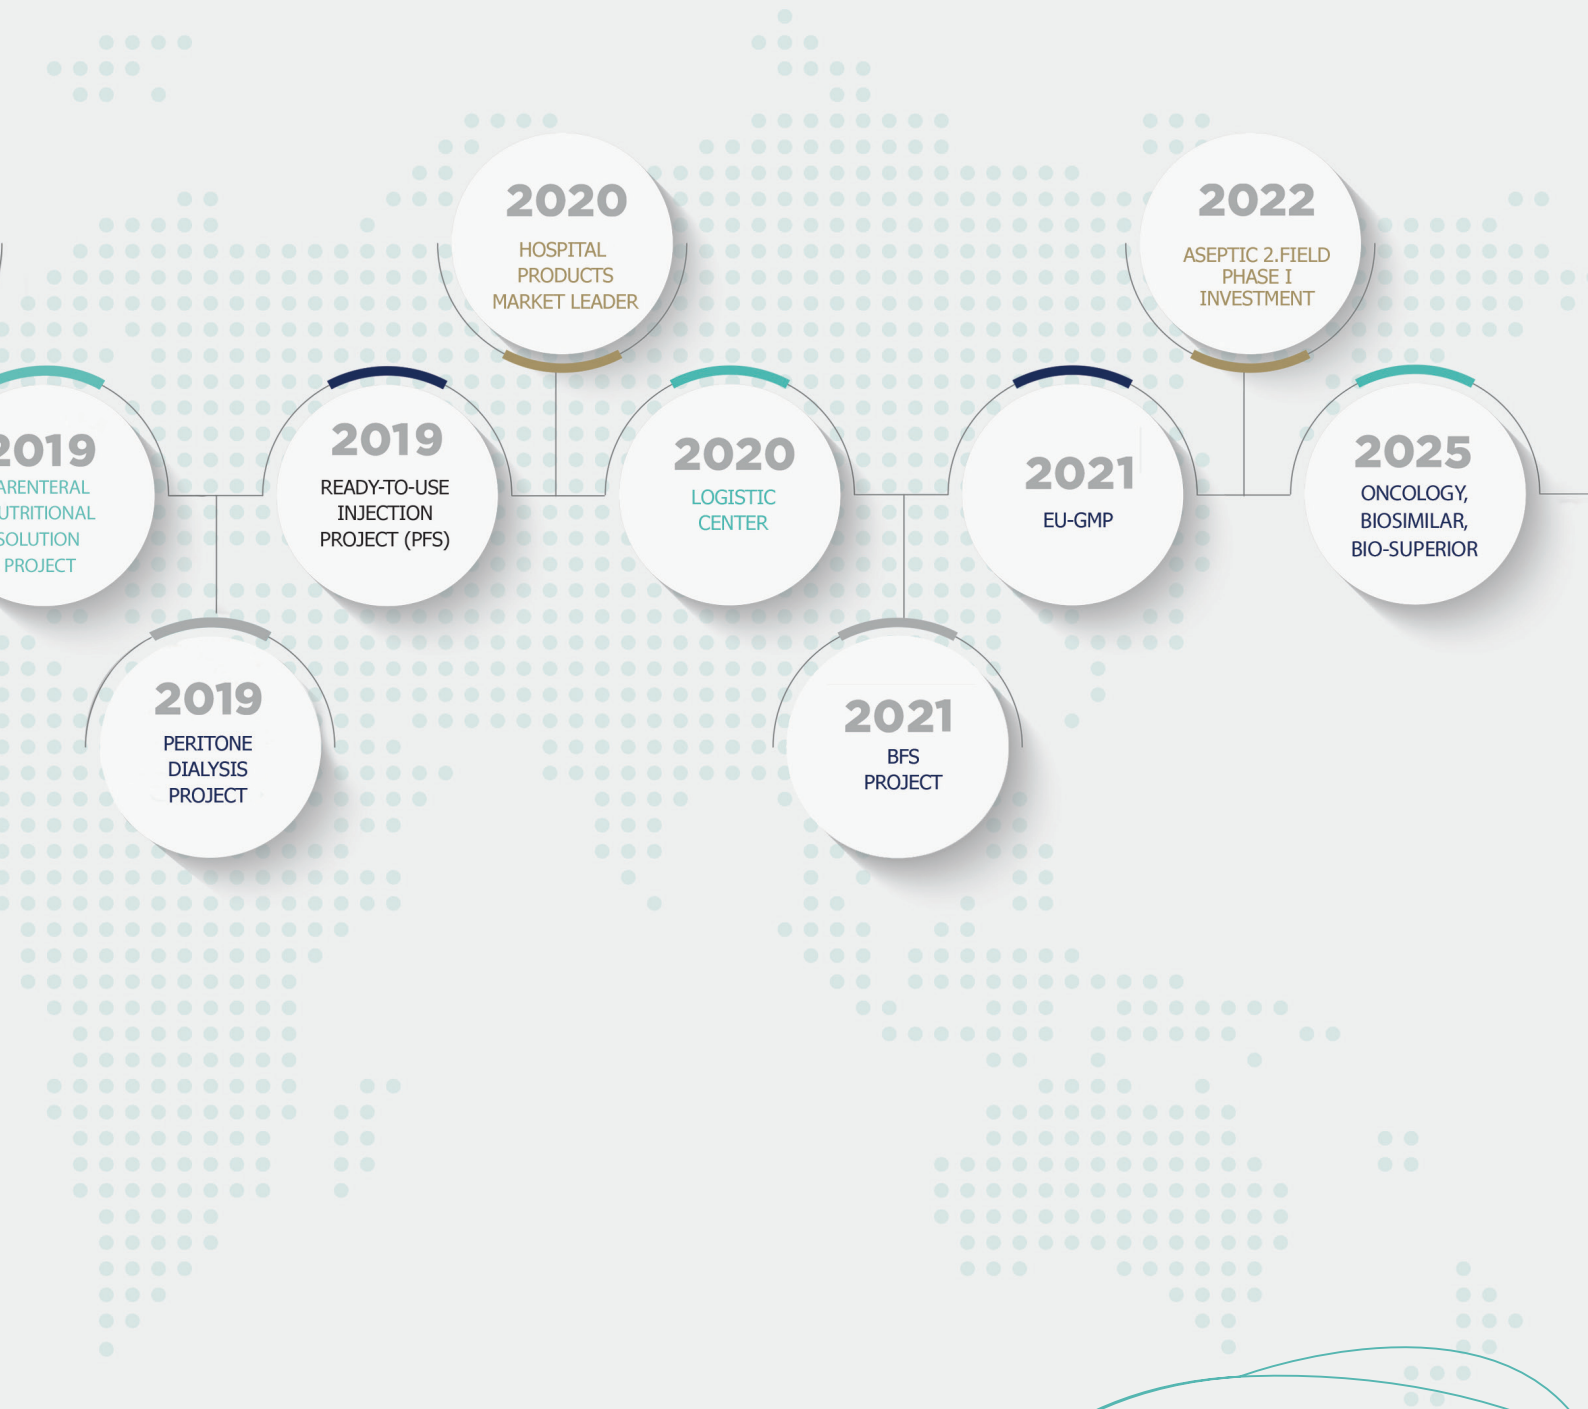 2019
ARENTERAL
UTRITIONAL
SOLUTION
PROJECT
2019
PERITONE
DIALYSIS
PROJECT
2019
READY-TO-USE
INJECTION
PROJECT (PFS)
2020
HOSPITAL
PRODUCTS
MARKET LEADER
2020
LOGISTIC
CENTER
2021
BFS
PROJECT
2021
EU-GMP
2022
ASEPTIC 2.FIELD
PHASE I
INVESTMENT
2025
ONCOLOGY,
BIOSIMILAR,
BIO-SUPERIOR